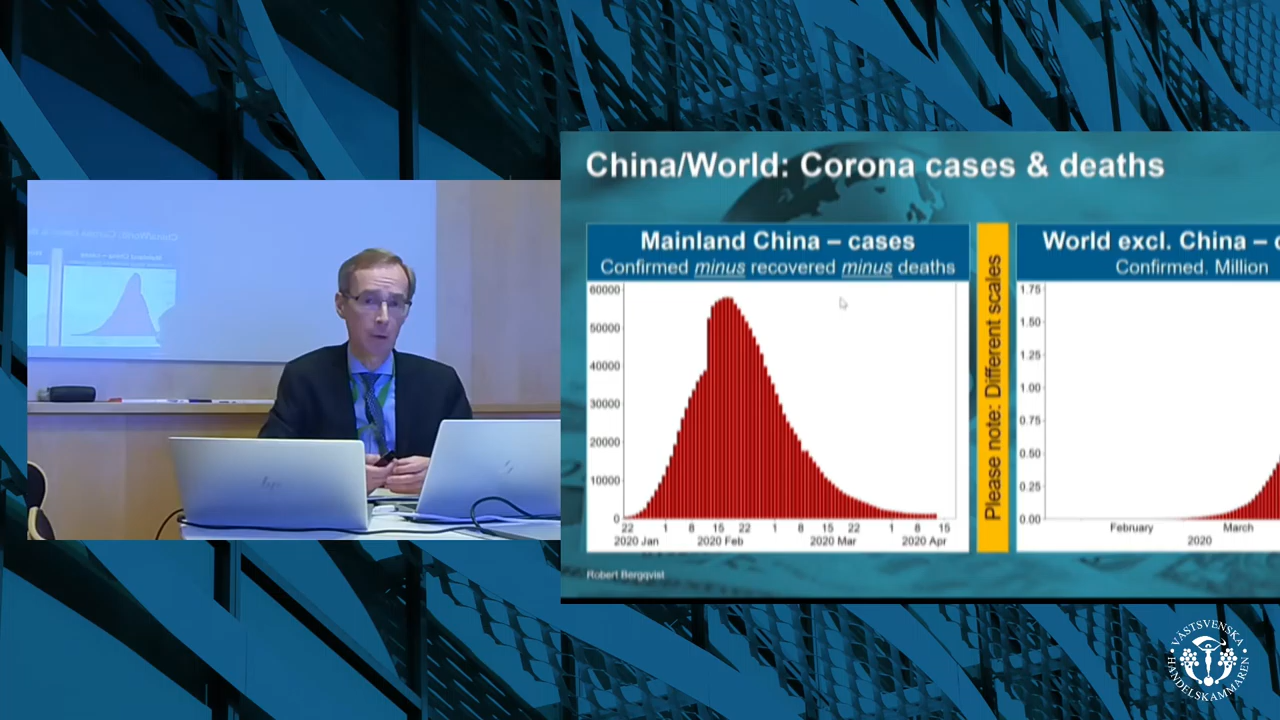 China/World: Corona cases & deaths
Mainland China – cases
Confirmed minus recovered minus deaths
60000
50000
40000
30000
20000
10000
0
22 1 8 15 22 1 8 15 22 1 8 15
2020 Jan 2020 Feb 2020 Mar 2020 Apr
Please note: Different scales
World excl. China –
Confirmed. Million
1.75
1.50
1.25
1.00
0.75
0.50
0.25
0.00
February March
2020
Robert Bergqvist
hp
VÄSTSVENSKA
HANDELSKAMMAREN